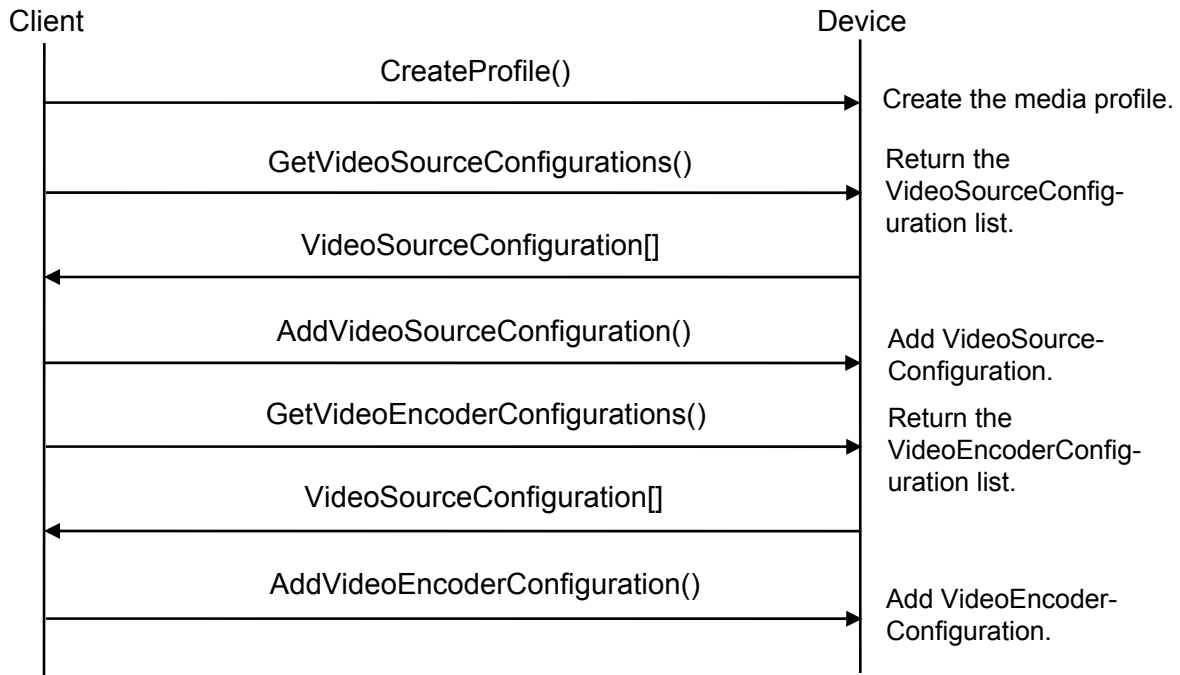 Client
Device
CreateProfile()
Create the media profile.
GetVideoSourceConfigurations()
Return the
VideoSourceConfig-
uration list.
VideoSourceConfiguration[]
AddVideoSourceConfiguration()
Add VideoSource-
Configuration.
GetVideoEncoderConfigurations()
Return the
VideoEncoderConfig-
uration list.
VideoSourceConfiguration[]
AddVideoEncoderConfiguration()
Add VideoEncoder-
Configuration.